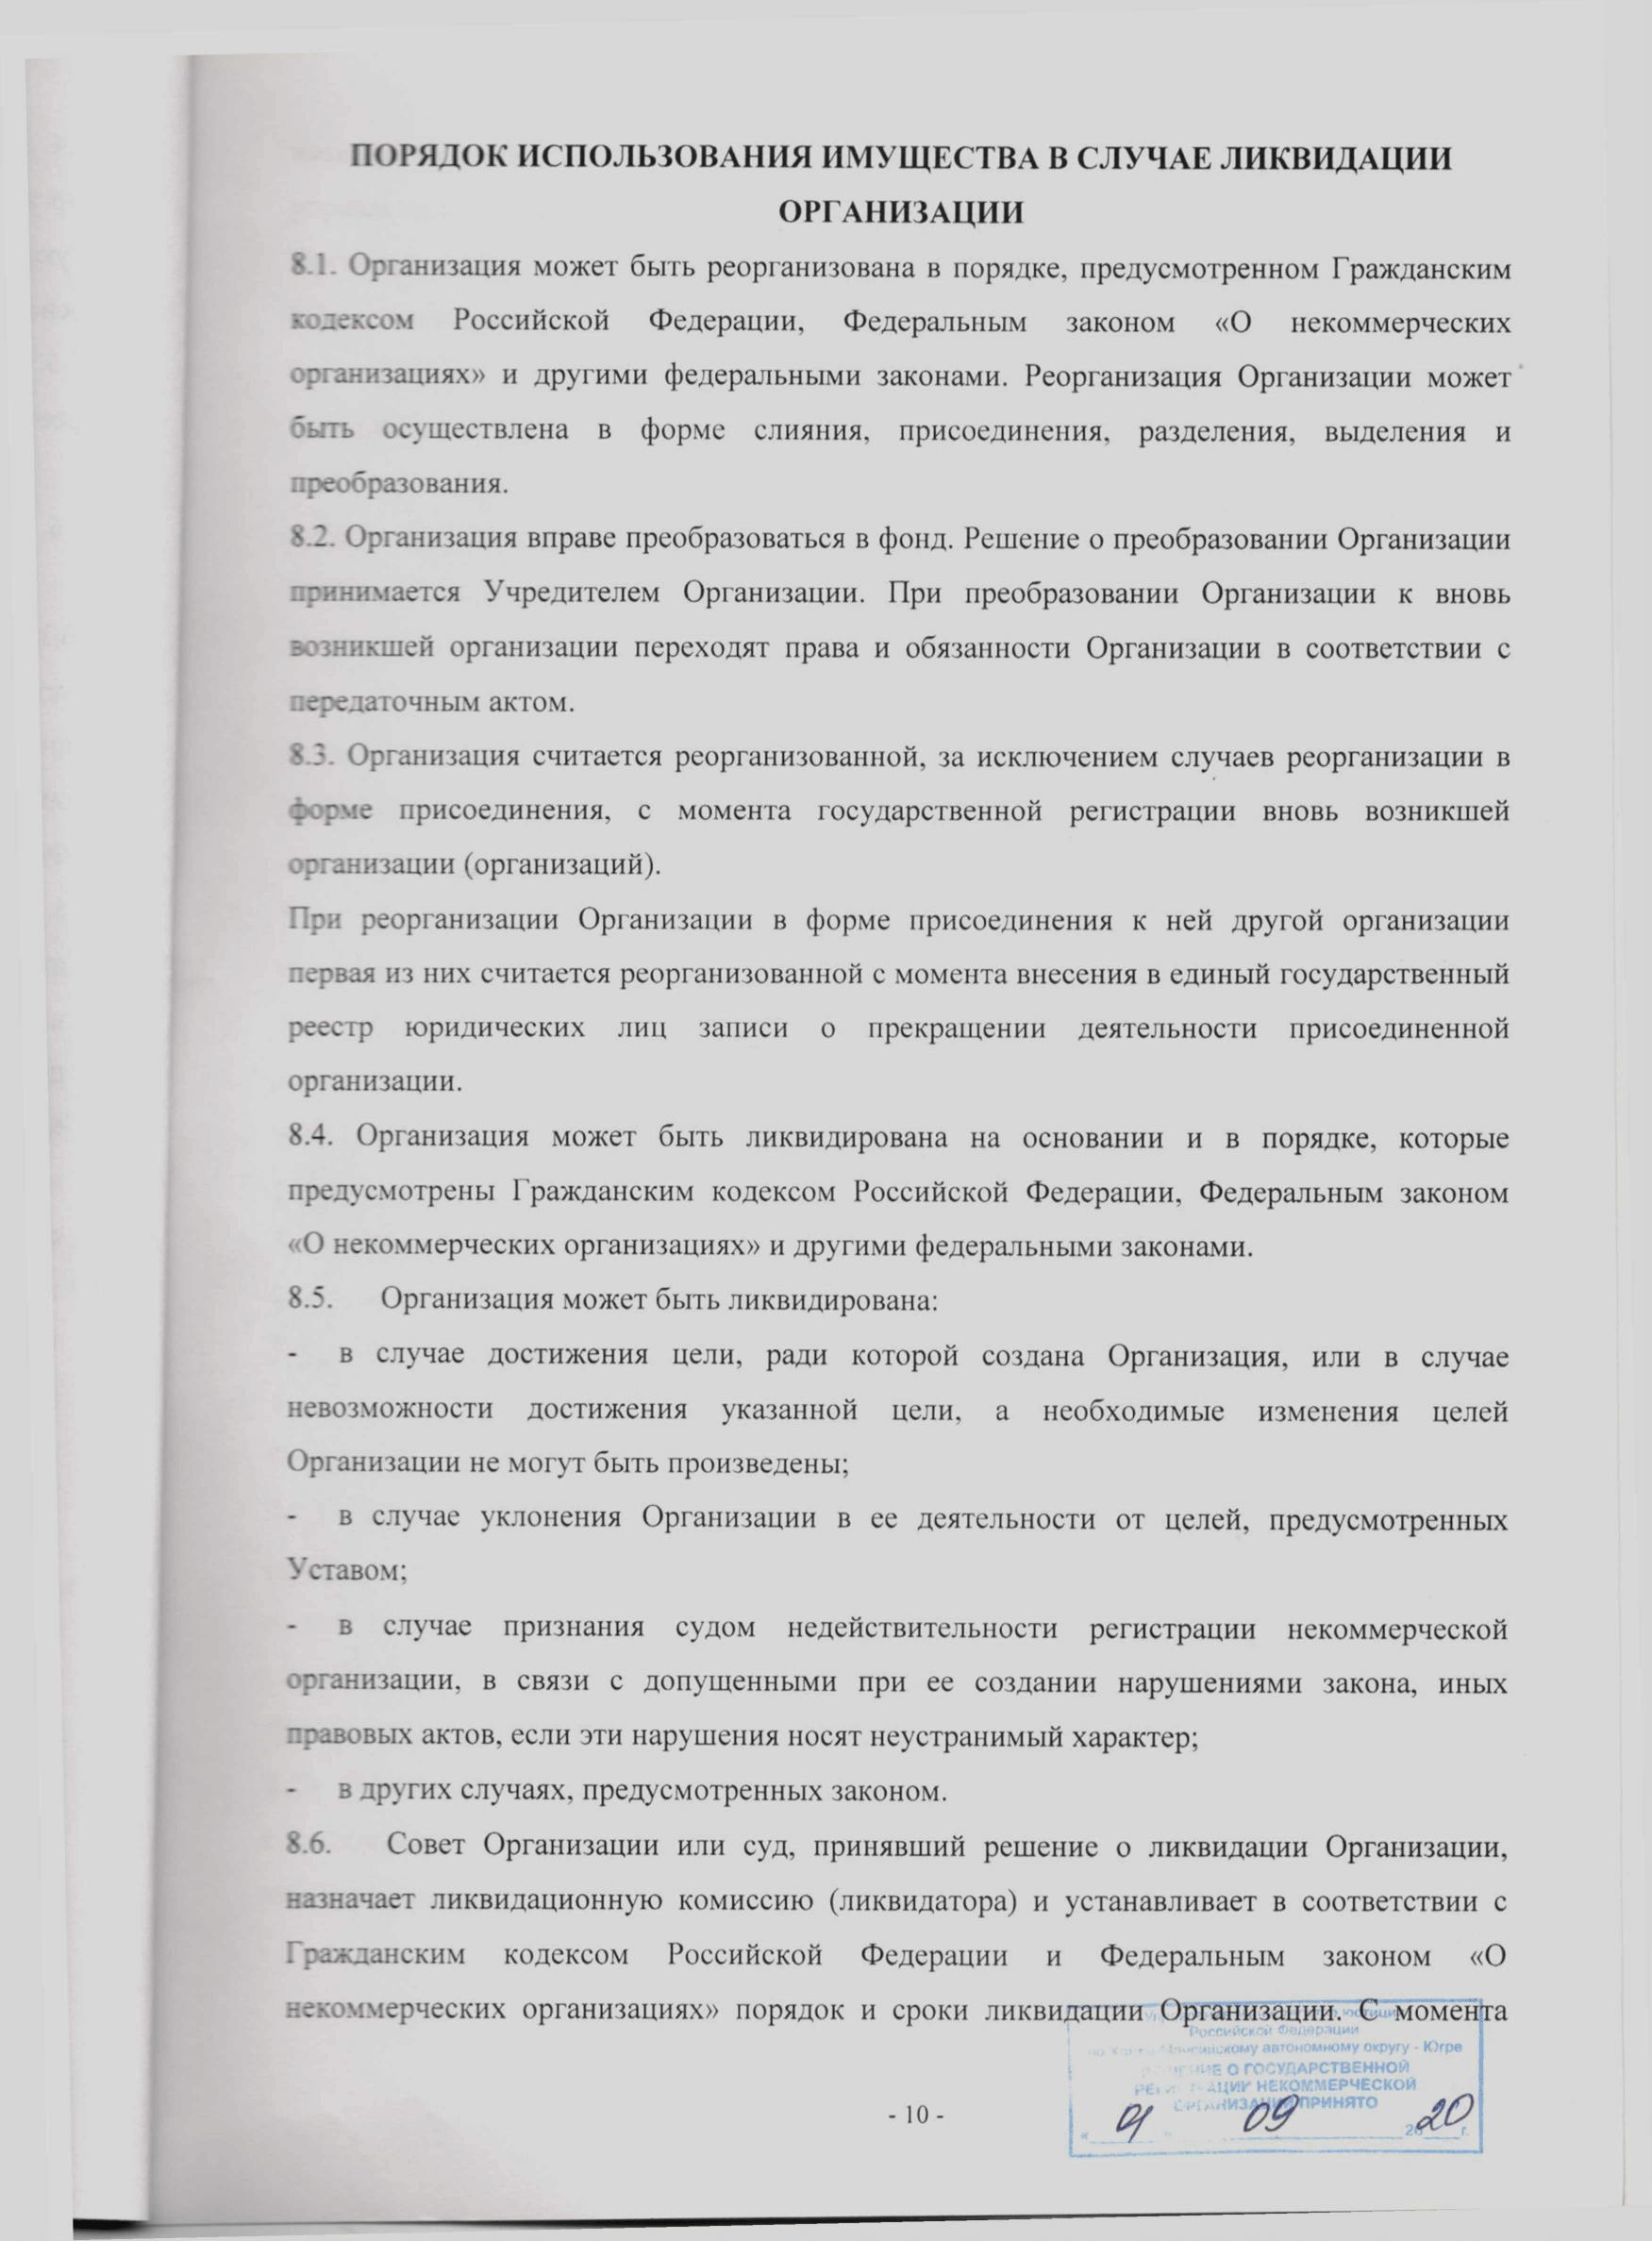 ПОРЯДОК ИСПОЛЬЗОВАНИЯ ИМУЩЕСТВА В СЛУЧАЕ ЛИКВИДАЦИИ
ОРГАНИЗАЦИИ
8.1. Организация может быть реорганизована в порядке, предусмотренном Гражданским
кодексом Российской Федерации, Федеральным законом «О некоммерческих
организациях» и другими федеральными законами. Реорганизация Организации может
быть осуществлена в форме слияния, присоединения, разделения, выделения и
преобразования.
8.2. Организация вправе преобразоваться в фонд. Решение о преобразовании Организации
принимается Учредителем Организации. При преобразовании Организации к вновь
возникшей организации переходят права и обязанности Организации в соответствии с
передаточным актом.
8.3. Организация считается реорганизованной, за исключением случаев реорганизации в
форме присоединения, с момента государственной регистрации вновь возникшей
организации (организаций).
При реорганизации Организации в форме присоединения к ней другой организации
первая из них считается реорганизованной с момента внесения в единый государственный
реестр юридических лиц записи о прекращении деятельности присоединенной
организации.
8.4. Организация может быть ликвидирована на основании и в порядке, которые
предусмотрены Гражданским кодексом Российской Федерации, Федеральным законом
«О некоммерческих организациях» и другими федеральными законами.
8.5. Организация может быть ликвидирована:
- в случае достижения цели, ради которой создана Организация, или в случае
невозможности достижения указанной цели, а необходимые изменения целей
Организации не могут быть произведены;
- в случае уклонения Организации в ее деятельности от целей, предусмотренных
Уставом;
- в случае признания судом недействительности регистрации некоммерческой
организации, в связи с допущенными при ее создании нарушениями закона, иных
правовых актов, если эти нарушения носят неустранимый характер;
- в других случаях, предусмотренных законом.
8.6. Совет Организации или суд, принявший решение о ликвидации Организации,
назначает ликвидационную комиссию (ликвидатора) и устанавливает в соответствии с
Гражданским кодексом Российской Федерации и Федеральным законом «О
некоммерческих организациях» порядок и сроки ликвидации Организации. С момента
Российской Федерации
автономному округу - Югре
О ГОСУДАРСТВЕННОЙ
НЕКОММЕРЧЕСКОЙ
ОРГАНИЗАЦИИ ПРИНЯТО
09 2020 г.
- 10 -